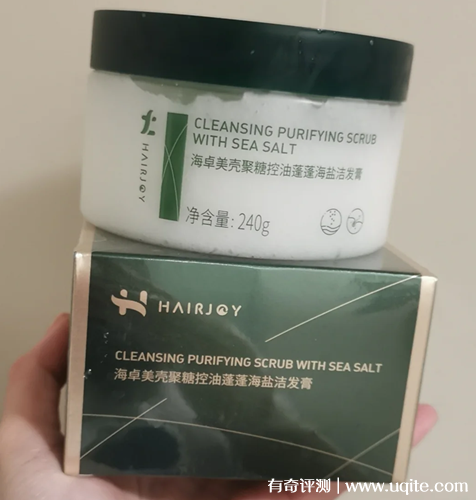 HAIRJOY
CLEANSING PURIFYING SCRUB
WITH SEA SALT
海卓美壳聚糖控油蓬蓬海盐洁发膏
净含量: 240g
HAIRJOY
CLEANSING PURIFYING SCRUB WITH SEA SALT
海卓美壳聚糖控油蓬蓬海盐洁发膏
有奇评测 | www.uqite.com